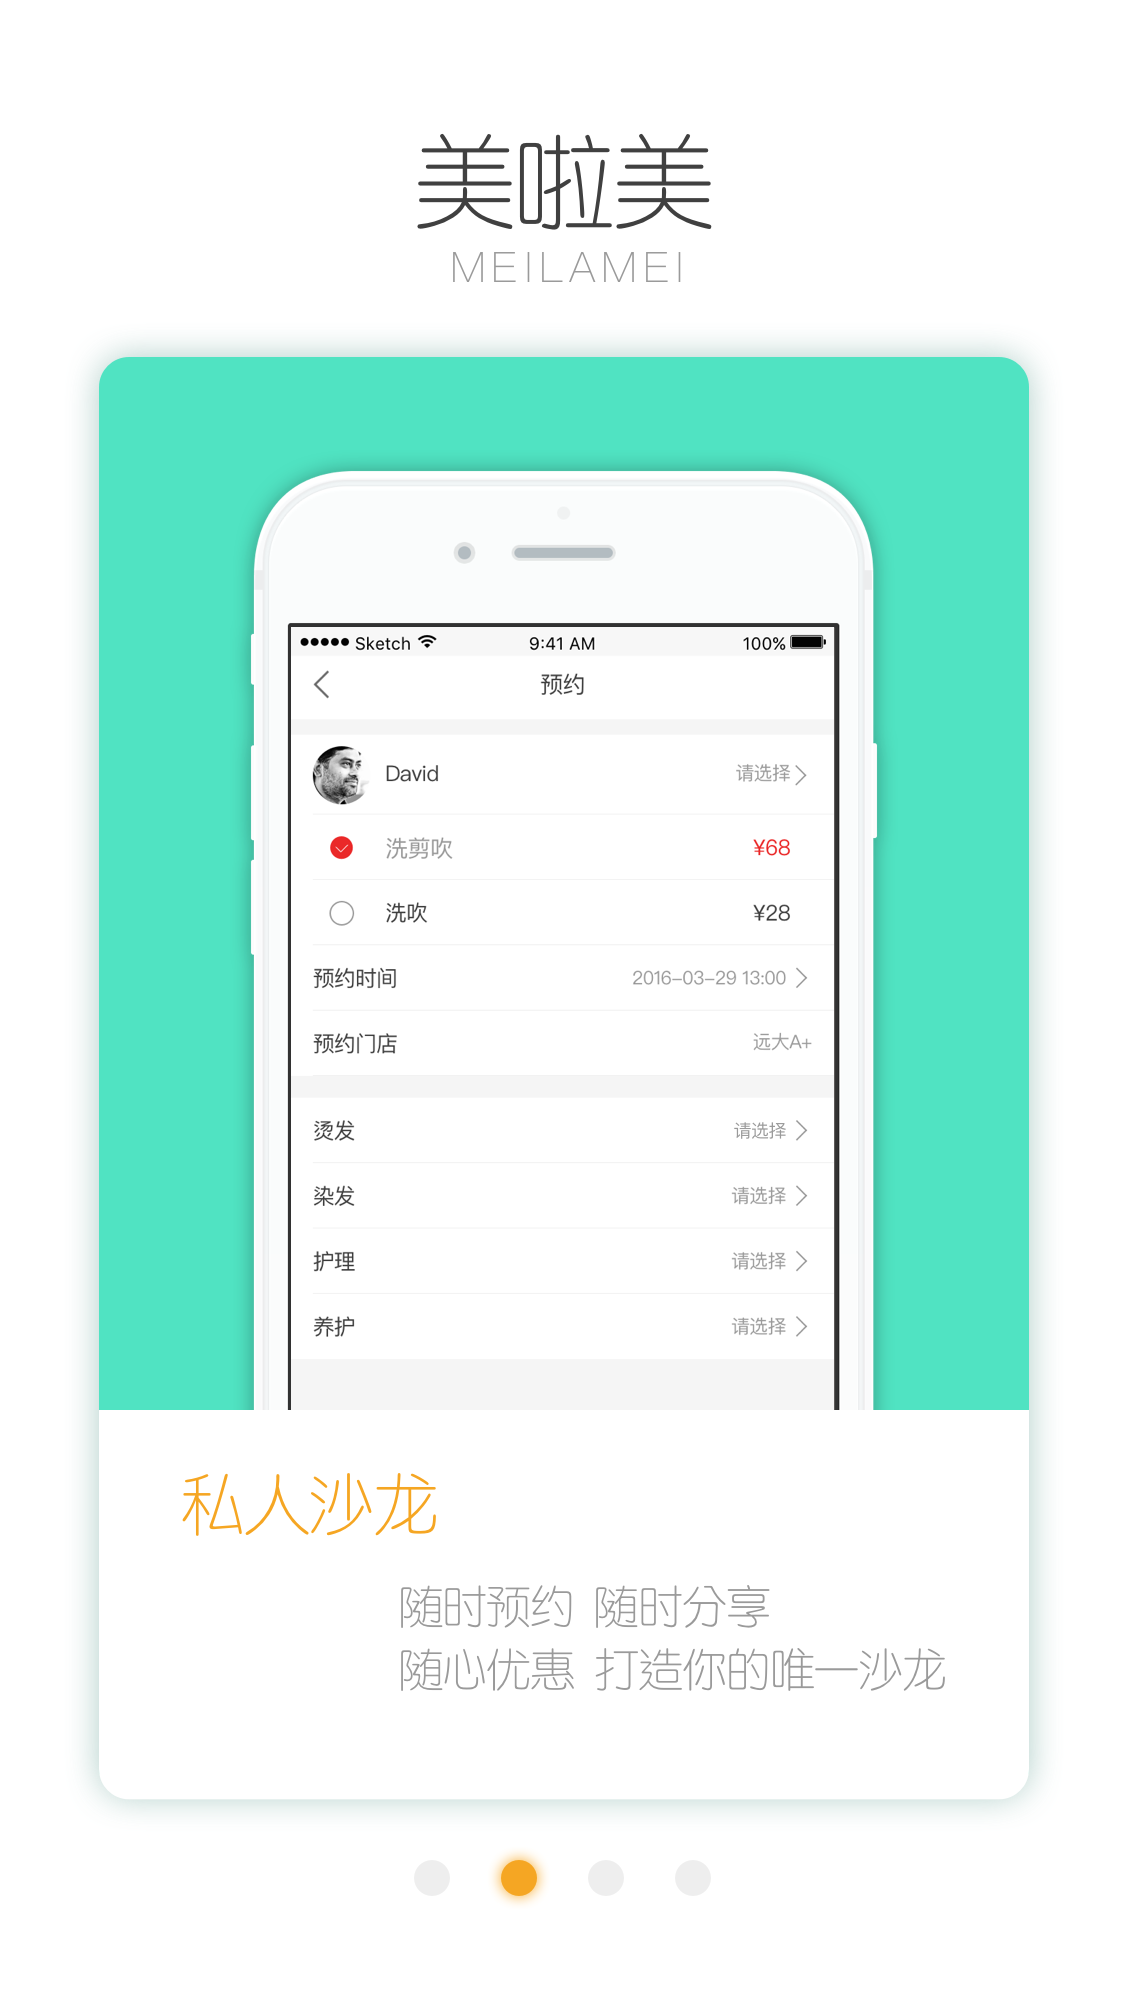 美啦美
MEILAMEI
Sketch 9:41 AM 100%
预约
David 请选择
洗剪吹 ¥68
洗吹 ¥28
预约时间 2016-03-29 13:00
预约门店 远大A+
烫发 请选择
染发 请选择
护理 请选择
养护 请选择
私人沙龙
随时预约 随时分享
随心优惠 打造你的唯一沙龙